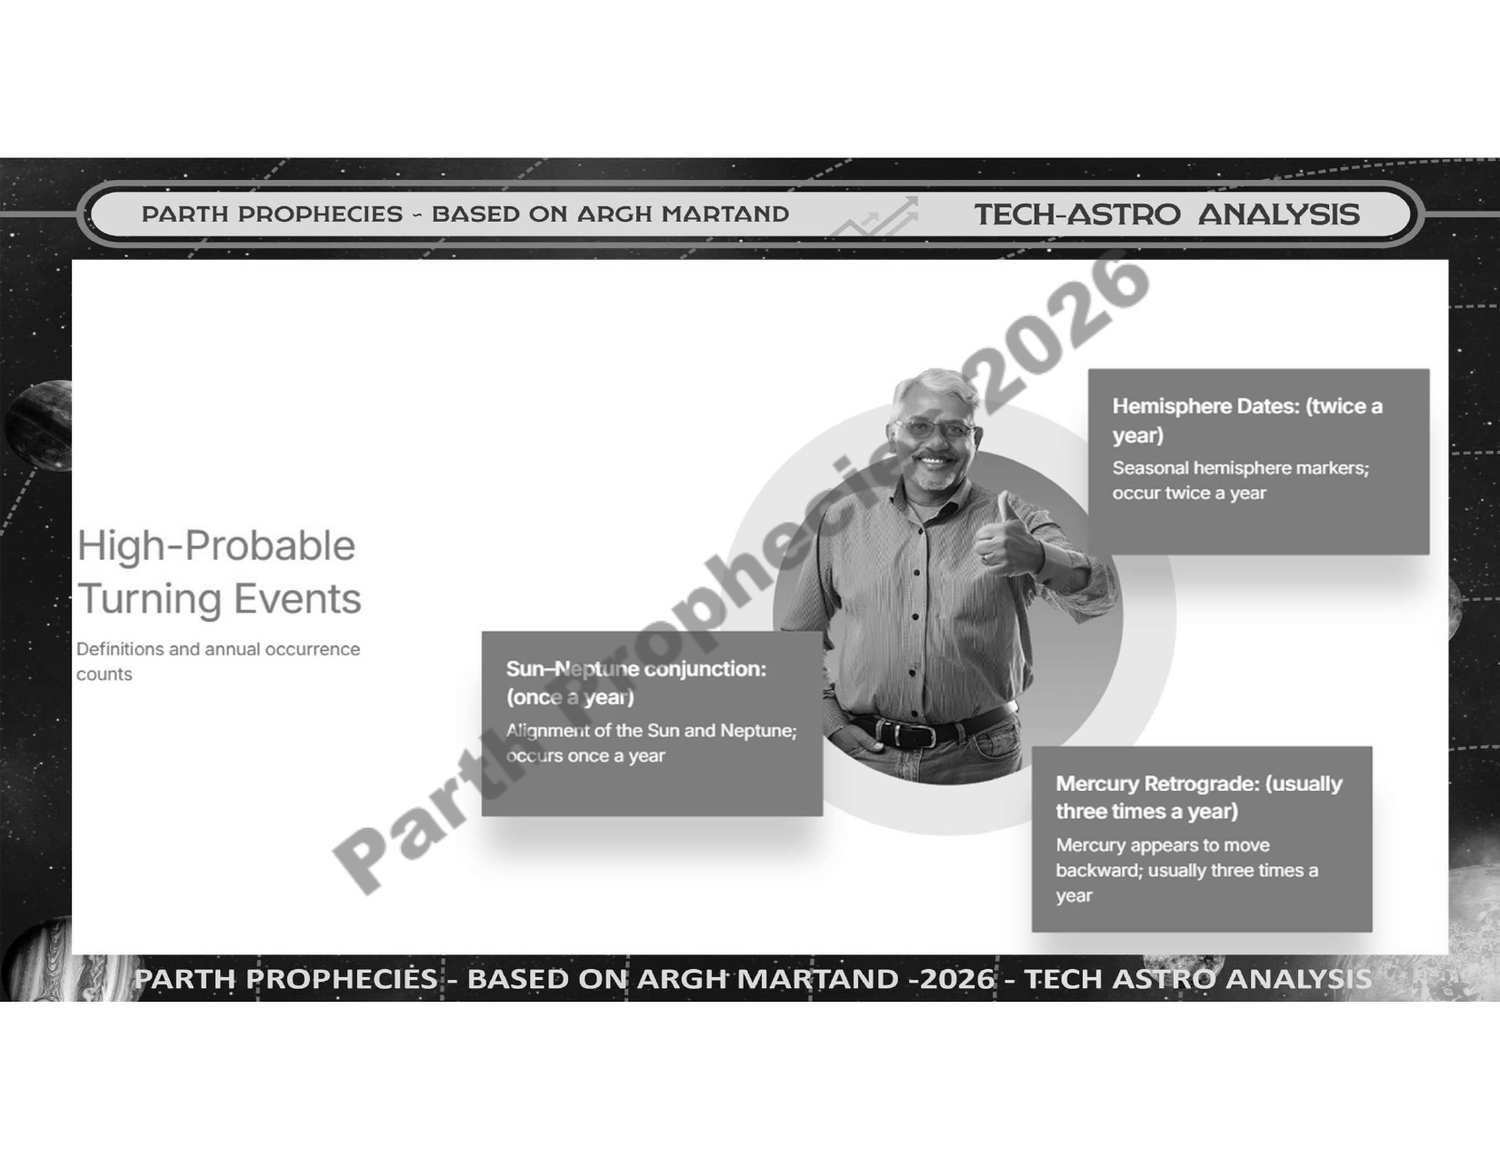 PARTH PROPHECIES ~ BASED ON ARGH MARTAND
TECH-ASTRO ANALYSIS
High-Probable
Turning Events
Definitions and annual occurrence
counts
Hemisphere Dates: (twice a
year)
Seasonal hemisphere markers;
occur twice a year
Sun–Neptune conjunction:
(once a year)
Alignment of the Sun and Neptune;
occurs once a year
Mercury Retrograde: (usually
three times a year)
Mercury appears to move
backward; usually three times a
year
Parth Prophecies 2026
PARTH PROPHECIES - BASED ON ARGH MARTAND -2026 - TECH ASTRO ANALYSIS